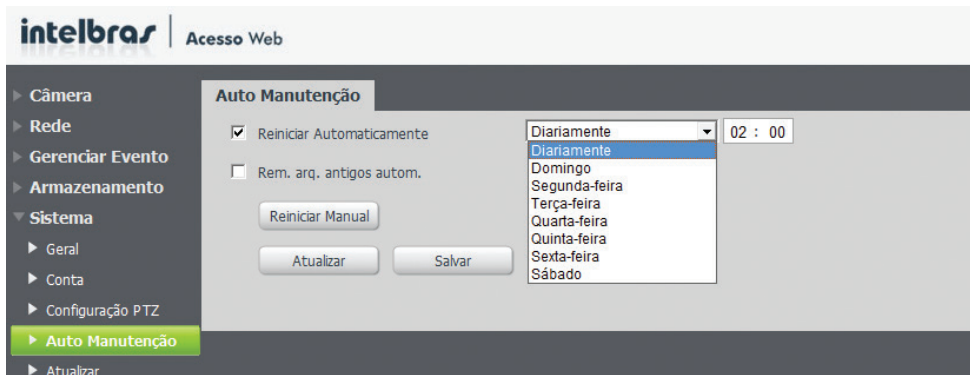 intelbras | Acesso Web
Câmera
Rede
Gerenciar Evento
Armazenamento
Sistema
Geral
Conta
Configuração PTZ
Auto Manutenção
Atualizar
Auto Manutenção
Reiniciar Automaticamente
Diariamente
02 : 00
Diariamente
Domingo
Segunda-feira
Terça-feira
Quarta-feira
Quinta-feira
Sexta-feira
Sábado
Rem. arq. antigos autom.
Reiniciar Manual
Atualizar
Salvar